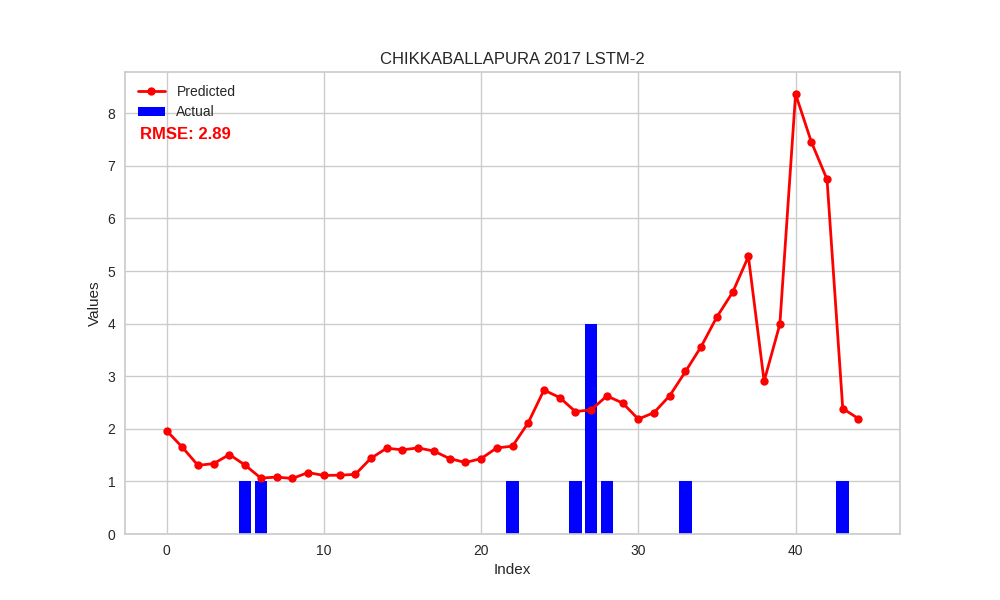 CHIKKABALLAPURA 2017 LSTM-2
Predicted
Actual
RMSE: 2.89
Values
8
7
6
5
4
3
2
1
0
0 10 20 30 40
Index